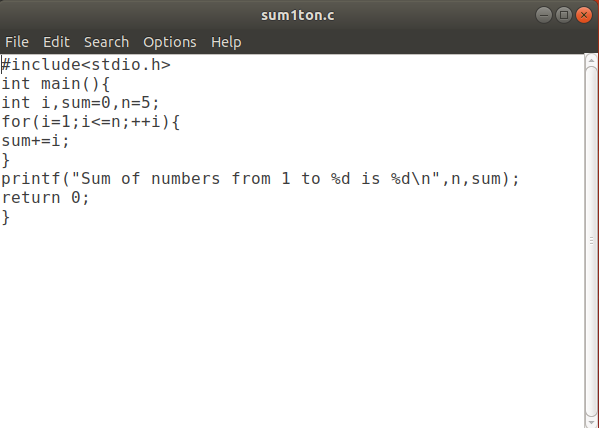 sum1ton.c
File Edit Search Options Help
#include<stdio.h>
int main(){
int i,sum=0,n=5;
for(i=1;i<=n;++i){
sum+=i;
}
printf("Sum of numbers from 1 to %d is %d\n",n,sum);
return 0;
}